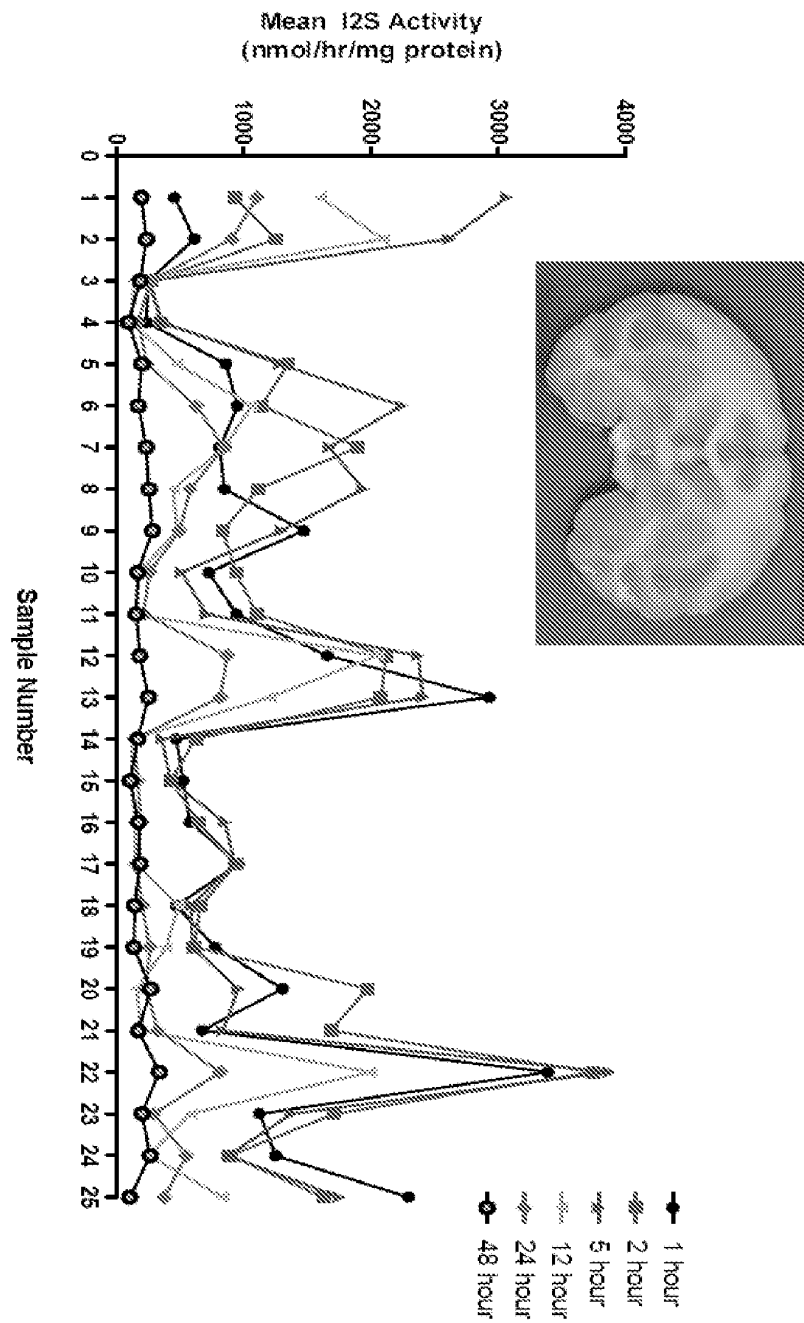 Mean I2S Activity
(nmol/hr/mg protein)
4000
3000
2000
1000
0
0 1 2 3 4 5 6 7 8 9 10 11 12 13 14 15 16 17 18 19 20 21 22 23 24 25
Sample Number
1 hour
2 hour
5 hour
12 hour
24 hour
48 hour